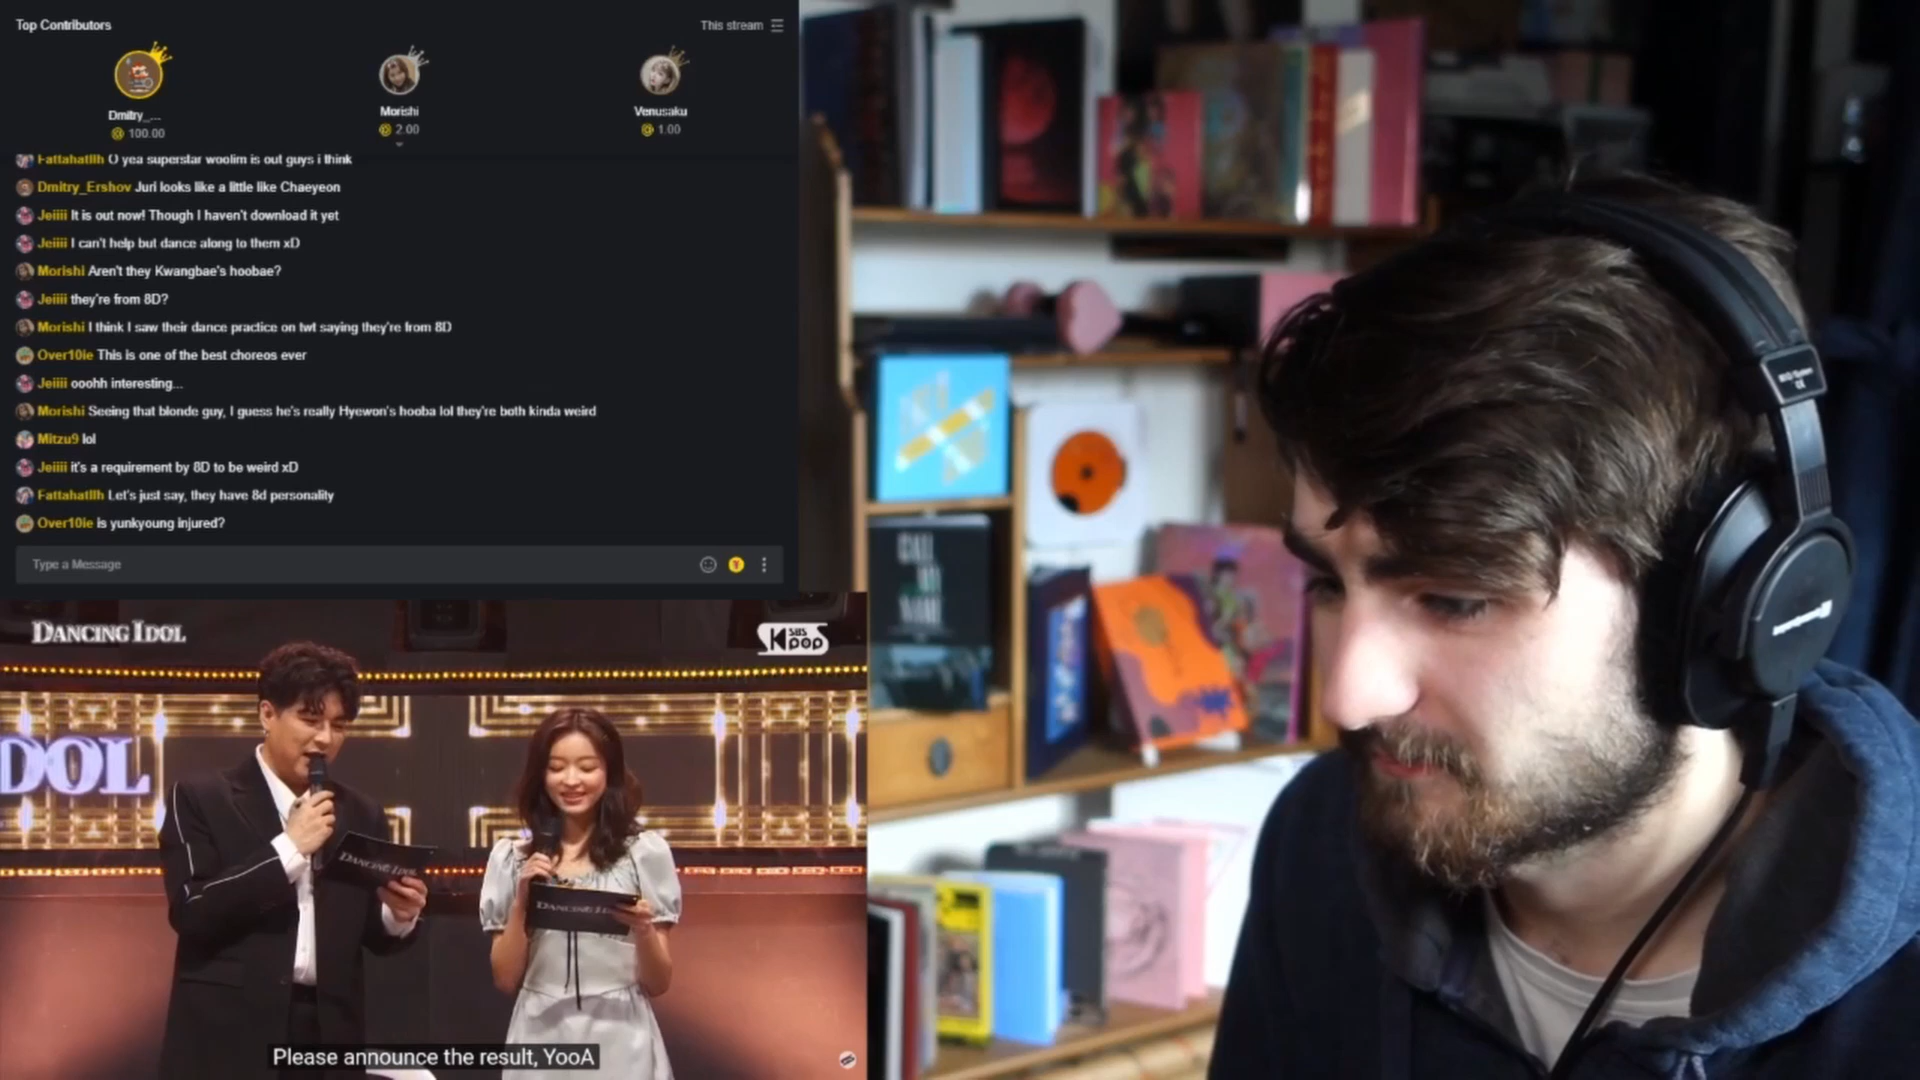 Top Contributors
This stream
Dmitry_...
100.00
Morishi
2.00
Venusaku
1.00
Fattahatllh O yea superstar woolim is out guys i think
Dmitry_Ershov Juri looks like a little like Chaeyeon
Jeiiii It is out now! Though I haven't download it yet
Jeiiii I can't help but dance along to them xD
Morishi Aren't they Kwangbae's hoobae?
Jeiiii they're from 8D?
Morishi I think I saw their dance practice on twt saying they're from 8D
Over10ie This is one of the best choreos ever
Jeiiii ooohh interesting...
Morishi Seeing that blonde guy, I guess he's really Hyewon's hooba lol they're both kinda weird
Mitzu9 lol
Jeiiii it's a requirement by 8D to be weird xD
Fattahatllh Let's just say, they have 8d personality
Over10ie is yunkyoung injured?
Type a Message
DANCING IDOL
SBS
Kpop
DOL
DANCING IDOL
DANCING ID
Please announce the result, YooA
CALL
MY
NAME